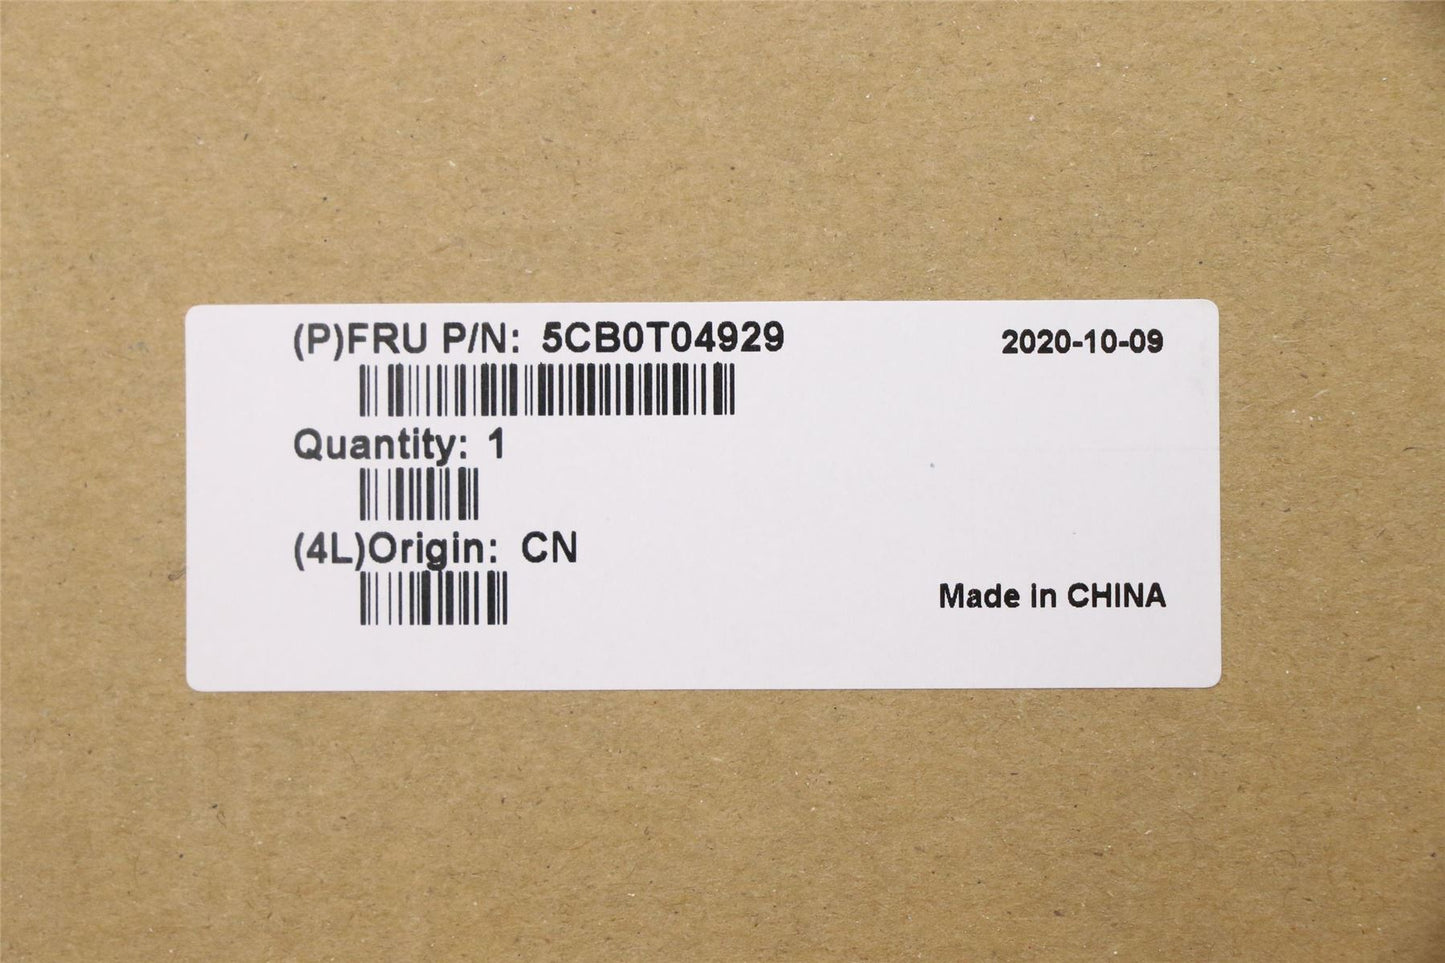 (P)FRU P/N: 5CB0T04929
2020-10-09
Quantity: 1
(4L)Origin: CN
Made in CHINA